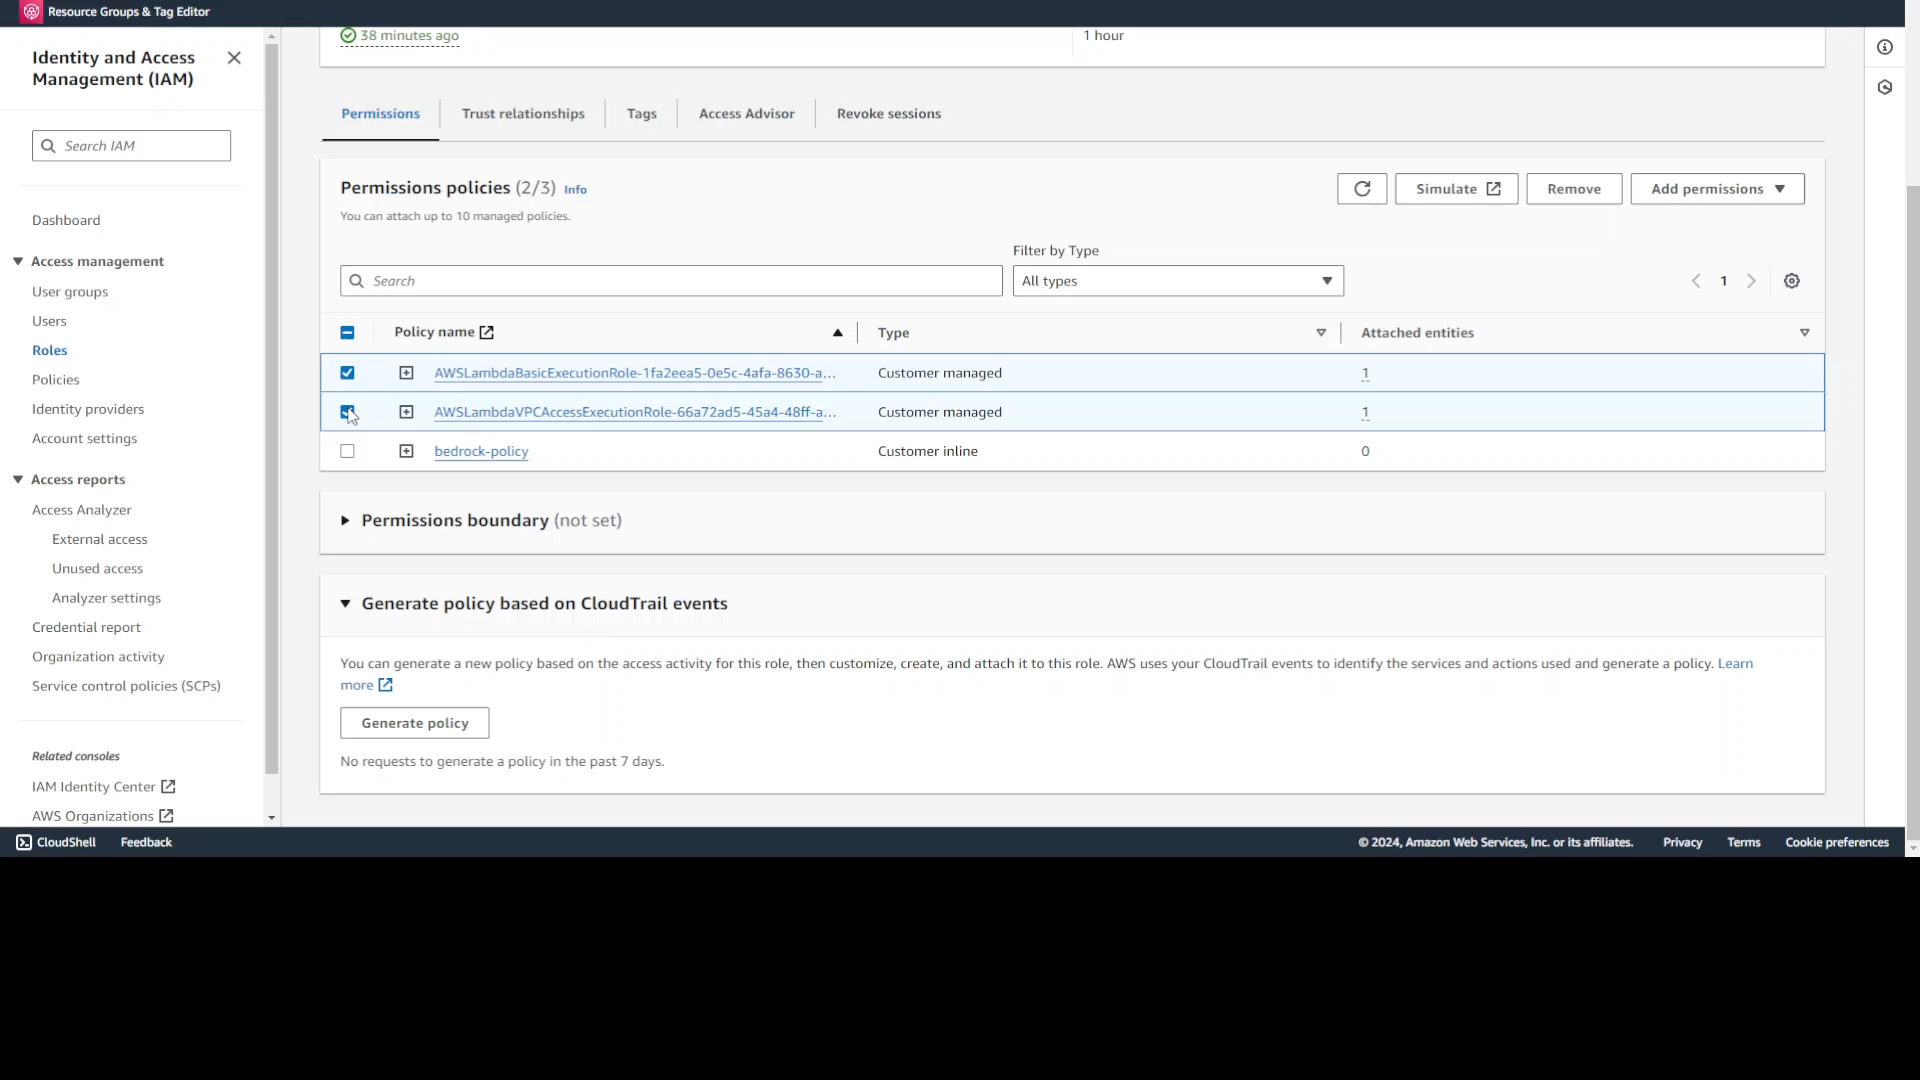 Resource Groups & Tag Editor
Identity and Access
Management (IAM)
Search IAM
Dashboard
Access management
User groups
Users
Roles
Policies
Identity providers
Account settings
Access reports
Access Analyzer
External access
Unused access
Analyzer settings
Credential report
Organization activity
Service control policies (SCPs)
Related consoles
IAM Identity Center
AWS Organizations
38 minutes ago
1 hour
Permissions
Trust relationships
Tags
Access Advisor
Revoke sessions
Permissions policies (2/3) Info
You can attach up to 10 managed policies.
Simulate
Remove
Add permissions
Filter by Type
Search
All types
1
Policy name
Type
Attached entities
AWSLambdaBasicExecutionRole-1fa2eea5-0e5c-4afa-8630-a...
Customer managed
1
AWSLambdaVPCAccessExecutionRole-66a72ad5-45a4-48ff-a...
Customer managed
1
bedrock-policy
Customer inline
0
Permissions boundary (not set)
Generate policy based on CloudTrail events
You can generate a new policy based on the access activity for this role, then customize, create, and attach it to this role. AWS uses your CloudTrail events to identify the services and actions used and generate a policy. Learn
more
Generate policy
No requests to generate a policy in the past 7 days.
CloudShell
Feedback
© 2024, Amazon Web Services, Inc. or its affiliates.
Privacy
Terms
Cookie preferences